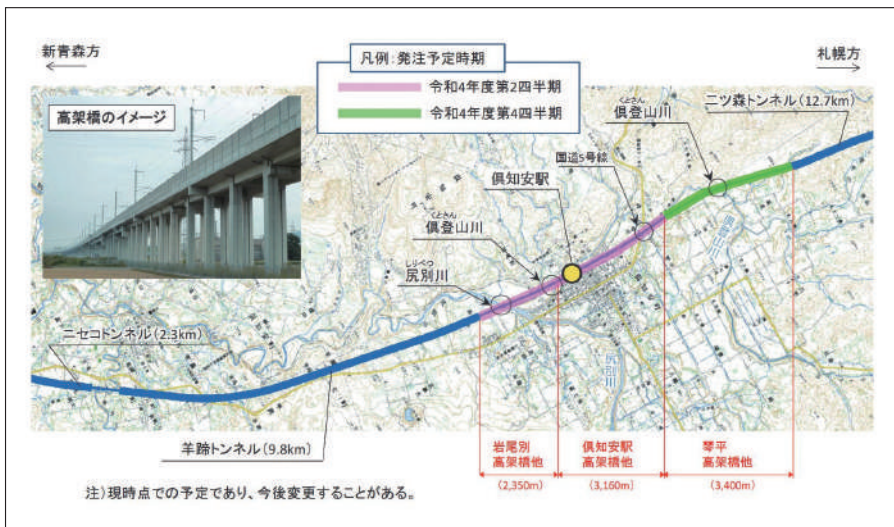 新青森方
札幌方
凡例：発注予定時期
令和4年度第2四半期
令和4年度第4四半期
高架橋のイメージ
二ツ森トンネル(12.7km)
くとさん
倶登山川
国道5号線
倶知安駅
くとさん
倶登山川
しりべつ
尻別川
ニセコトンネル(2.3km)
尻別川
羊蹄トンネル(9.8km)
岩尾別
高架橋他
(2,350m)
倶知安駅
高架橋他
(3,160m)
琴平
高架橋他
(3,400m)
注)現時点での予定であり、今後変更することがある。